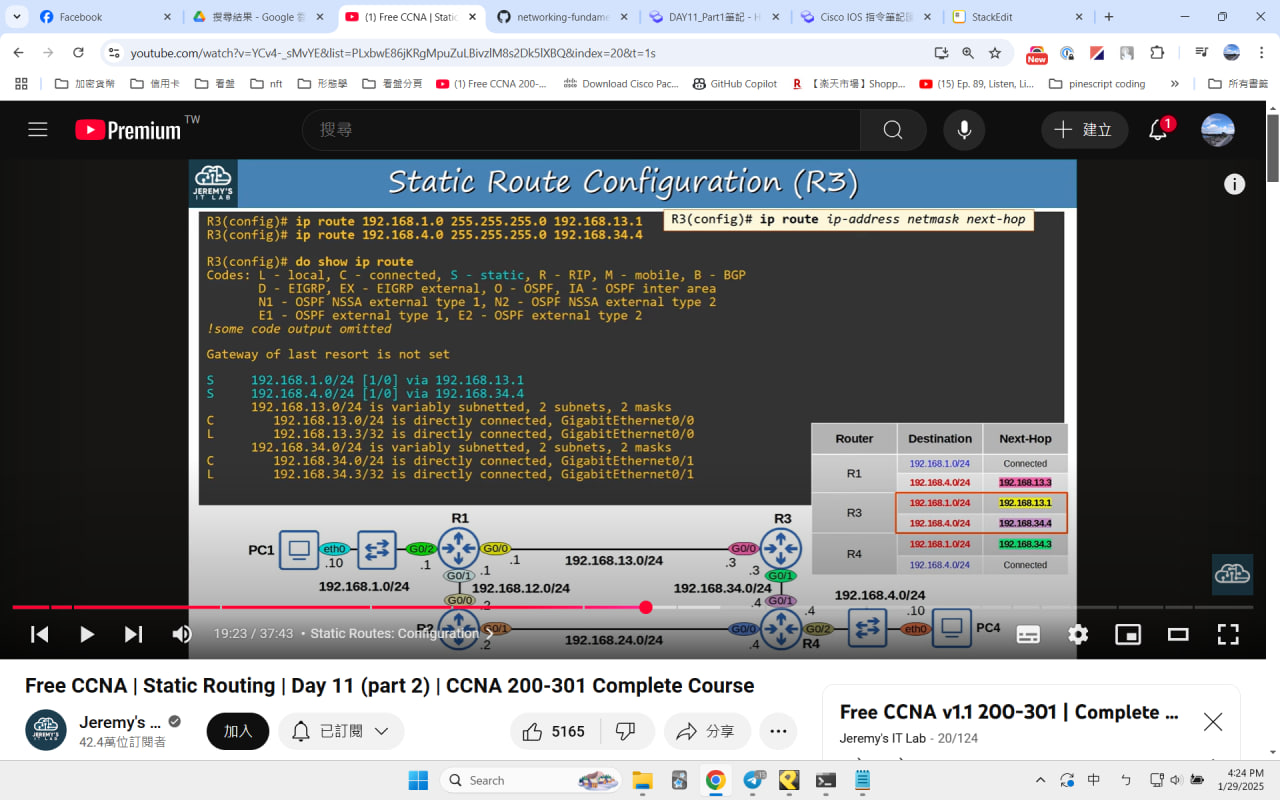 Facebook
搜尋結果 - Google 雲
(1) Free CCNA | Static
networking-fundame
DAY11_Part1筆記 - H
Cisco IOS 指令筆記區
StackEdit
youtube.com/watch?v=YCv4-_sMvYE&list=PLxbwE86jKRgMpuZuLBivzlM8s2Dk5lXBQ&index=20&t=1s
New
加密貨幣
信用卡
看盤
nft
形態學
看盤分頁
(1) Free CCNA 200-...
Download Cisco Pac...
GitHub Copilot
【楽天市場】Shopp...
(15) Ep. 89, Listen, Li...
pinescript coding
所有書籤
Premium TW
搜尋
建立
1
JEREMY'S IT LAB
Static Route Configuration (R3)
R3(config)# ip route 192.168.1.0 255.255.255.0 192.168.13.1
R3(config)# ip route ip-address netmask next-hop
R3(config)# ip route 192.168.4.0 255.255.255.0 192.168.34.4
R3(config)# do show ip route
Codes: L - local, C - connected, S - static, R - RIP, M - mobile, B - BGP
D - EIGRP, EX - EIGRP external, O - OSPF, IA - OSPF inter area
N1 - OSPF NSSA external type 1, N2 - OSPF NSSA external type 2
E1 - OSPF external type 1, E2 - OSPF external type 2
!some code output omitted
Gateway of last resort is not set
S 192.168.1.0/24 [1/0] via 192.168.13.1
S 192.168.4.0/24 [1/0] via 192.168.34.4
192.168.13.0/24 is variably subnetted, 2 subnets, 2 masks
C 192.168.13.0/24 is directly connected, GigabitEthernet0/0
L 192.168.13.3/32 is directly connected, GigabitEthernet0/0
192.168.34.0/24 is variably subnetted, 2 subnets, 2 masks
C 192.168.34.0/24 is directly connected, GigabitEthernet0/1
L 192.168.34.3/32 is directly connected, GigabitEthernet0/1
Router Destination Next-Hop
R1 192.168.1.0/24 Connected
192.168.4.0/24 192.168.13.3
R3 192.168.1.0/24 192.168.13.1
192.168.4.0/24 192.168.34.4
R4 192.168.1.0/24 192.168.34.3
192.168.4.0/24 Connected
R1
R3
PC1 eth0 G0/2 G0/0 G0/0
.10 .1 .1 192.168.13.0/24 .3
G0/1 .1 .3 G0/1
192.168.1.0/24 192.168.12.0/24 192.168.34.0/24
G0/0 .2 .4 G0/1 192.168.4.0/24
.4 .10
R2 G0/1 G0/0 G0/2 eth0 PC4
.2 192.168.24.0/24 .4 R4
19:23 / 37:43 • Static Routes: Configuration
Free CCNA | Static Routing | Day 11 (part 2) | CCNA 200-301 Complete Course
Jeremy's ...
42.4萬位訂閱者
加入
已訂閱
5165
分享
Free CCNA v1.1 200-301 | Complete ...
Jeremy's IT Lab - 20/124
Search
15
中
4:24 PM
1/29/2025